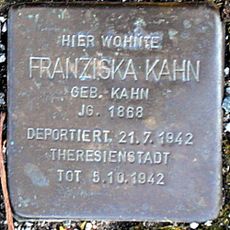 HIER WOHNTE
FRANZISKA KAHN
GEB. KAHN
JG. 1868
DEPORTIERT 21.7.1942
THERESIENSTADT
TOT 5.10.1942